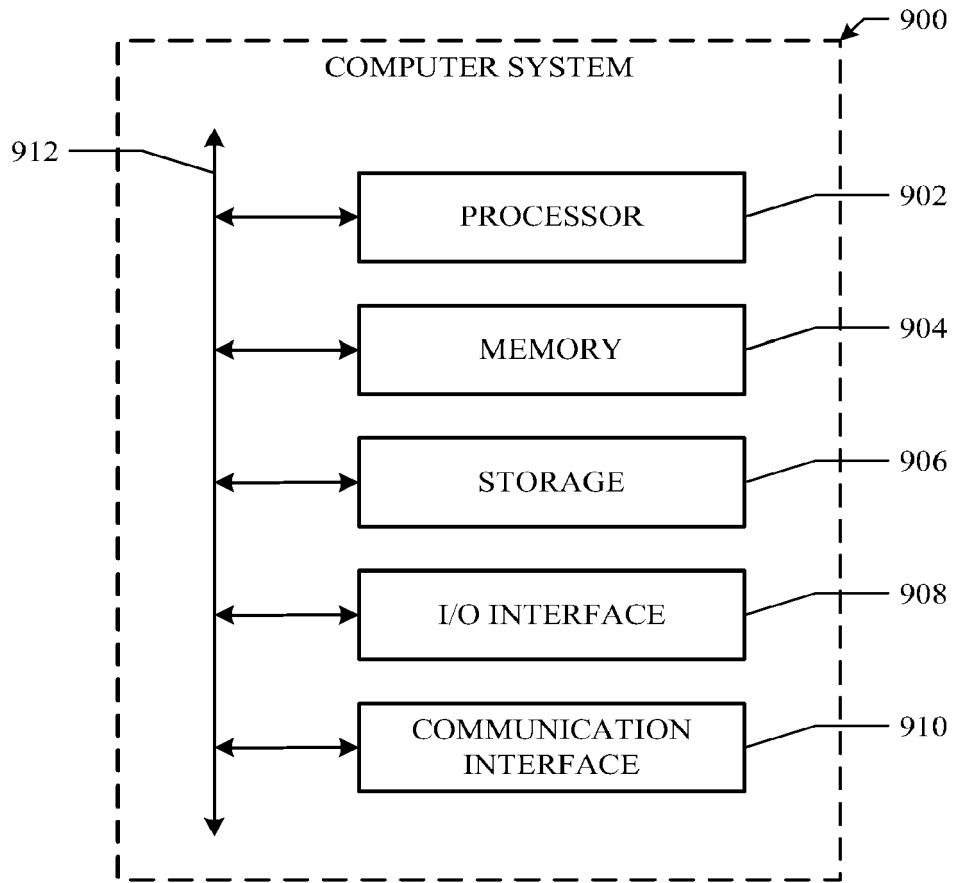 900
COMPUTER SYSTEM
912
PROCESSOR
902
MEMORY
904
STORAGE
906
I/O INTERFACE
908
COMMUNICATION
INTERFACE
910